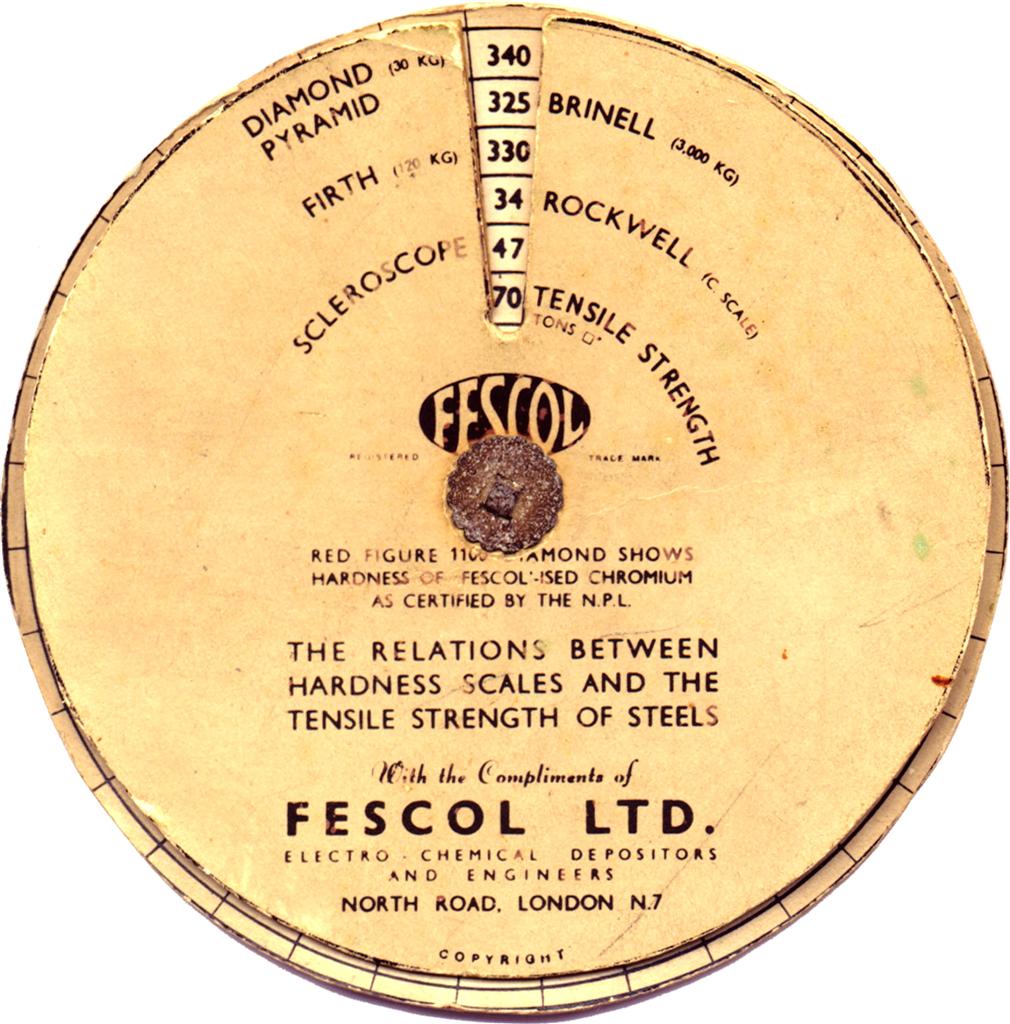 340
DIAMOND (30 KG)
PYRAMID
325 BRINELL (3,000 KG)
FIRTH (120 KG) 330
34 ROCKWELL (C. SCALE)
SCLEROSCOPE 47
70 TENSILE STRENGTH
TONS □"
FESCOL
REGISTERED TRADE MARK
RED FIGURE 1100 DIAMOND SHOWS
HARDNESS OF 'FESCOL'-ISED CHROMIUM
AS CERTIFIED BY THE N.P.L.
THE RELATIONS BETWEEN
HARDNESS SCALES AND THE
TENSILE STRENGTH OF STEELS
With the Compliments of
FESCOL LTD.
ELECTRO-CHEMICAL DEPOSITORS
AND ENGINEERS
NORTH ROAD, LONDON N.7
COPYRIGHT